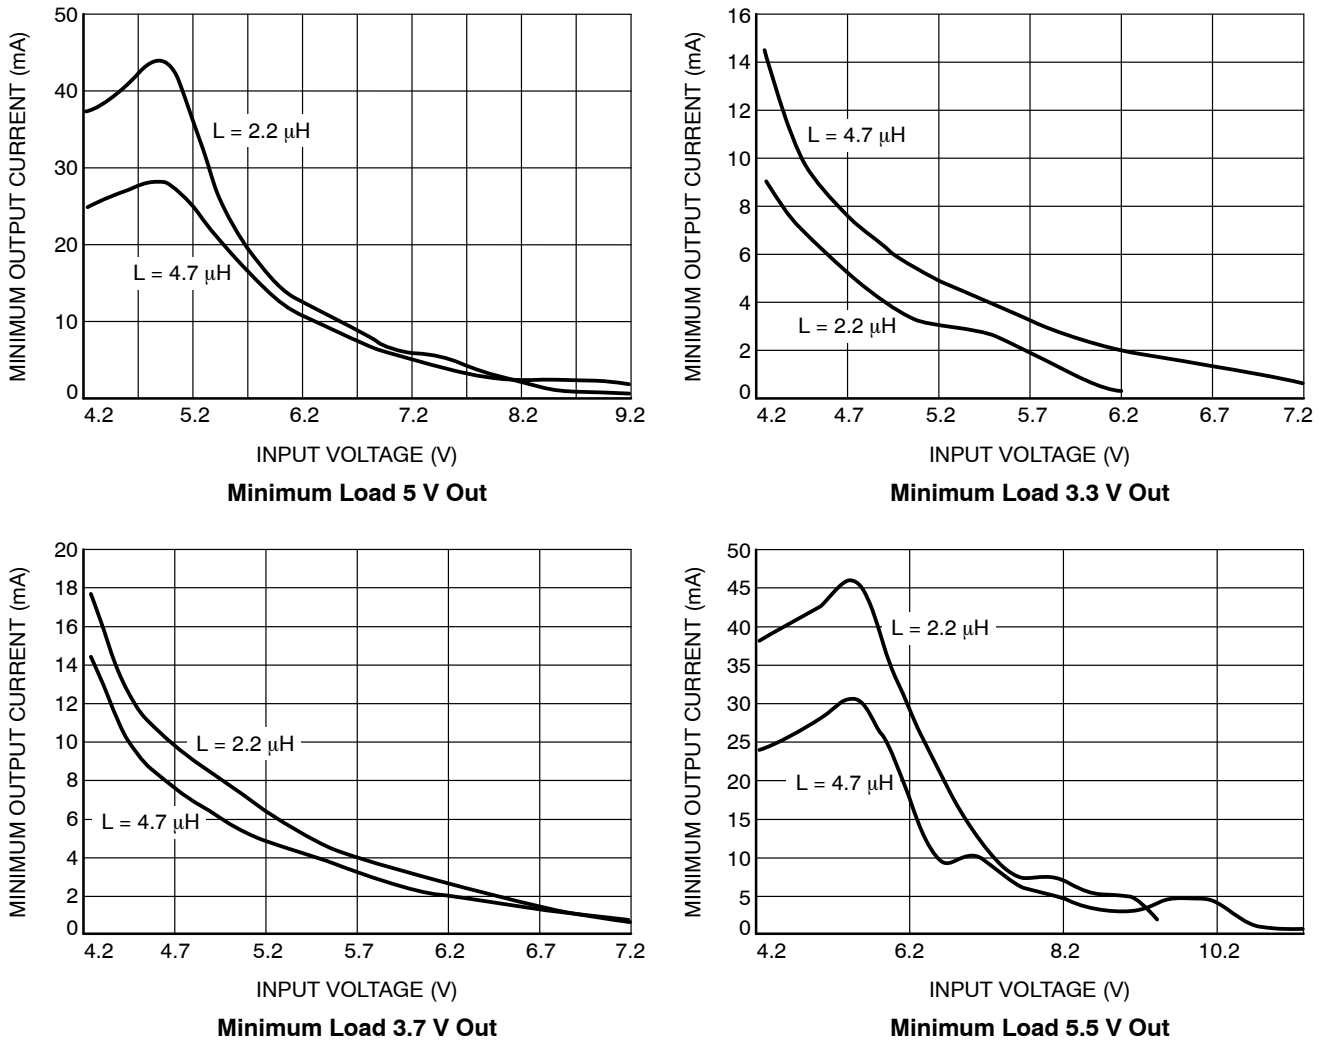 MINIMUM OUTPUT CURRENT (mA)
50
40
30
20
10
0
L = 2.2 μH
L = 4.7 μH
4.2 5.2 6.2 7.2 8.2 9.2
INPUT VOLTAGE (V)
Minimum Load 5 V Out
MINIMUM OUTPUT CURRENT (mA)
16
14
12
10
8
6
4
2
0
L = 4.7 μH
L = 2.2 μH
4.2 4.7 5.2 5.7 6.2 6.7 7.2
INPUT VOLTAGE (V)
Minimum Load 3.3 V Out
MINIMUM OUTPUT CURRENT (mA)
20
18
16
14
12
10
8
6
4
2
0
L = 2.2 μH
L = 4.7 μH
4.2 4.7 5.2 5.7 6.2 6.7 7.2
INPUT VOLTAGE (V)
Minimum Load 3.7 V Out
MINIMUM OUTPUT CURRENT (mA)
50
45
40
35
30
25
20
15
10
5
0
L = 2.2 μH
L = 4.7 μH
4.2 6.2 8.2 10.2
INPUT VOLTAGE (V)
Minimum Load 5.5 V Out